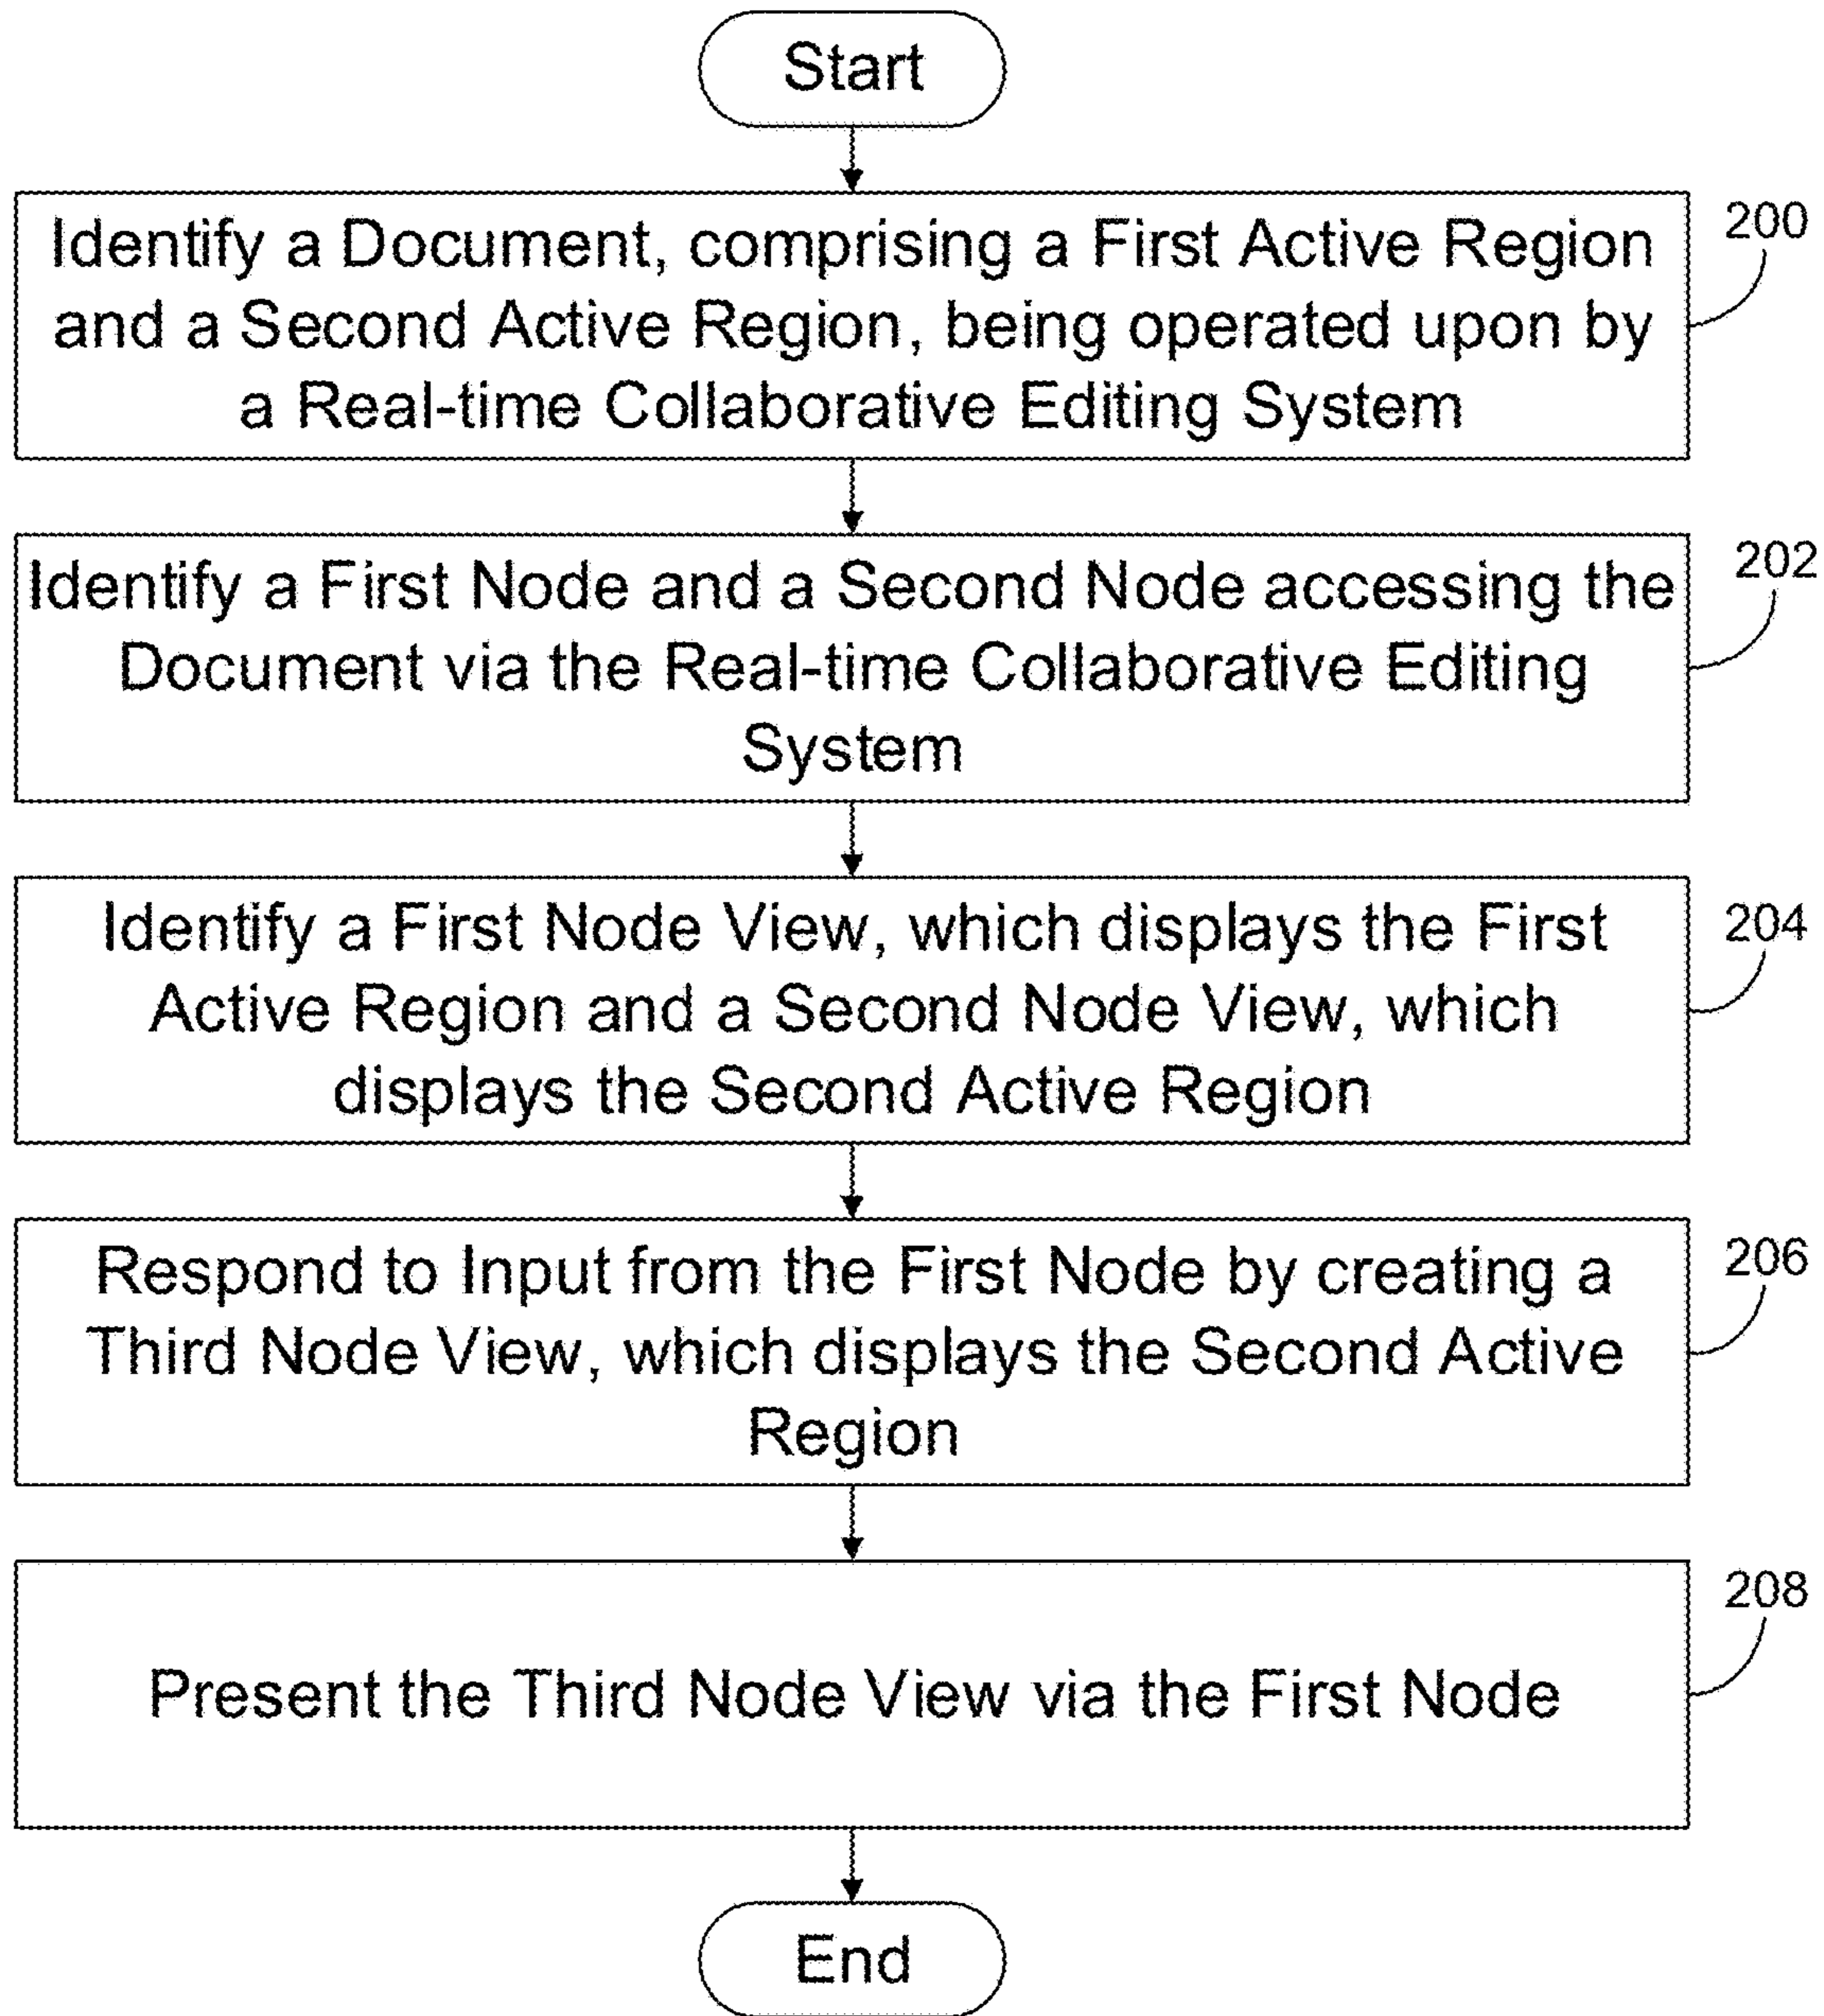 Start
Identify a Document, comprising a First Active Region
and a Second Active Region, being operated upon by
a Real-time Collaborative Editing System
200
Identify a First Node and a Second Node accessing the
Document via the Real-time Collaborative Editing
System
202
Identify a First Node View, which displays the First
Active Region and a Second Node View, which
displays the Second Active Region
204
Respond to Input from the First Node by creating a
Third Node View, which displays the Second Active
Region
206
Present the Third Node View via the First Node
208
End